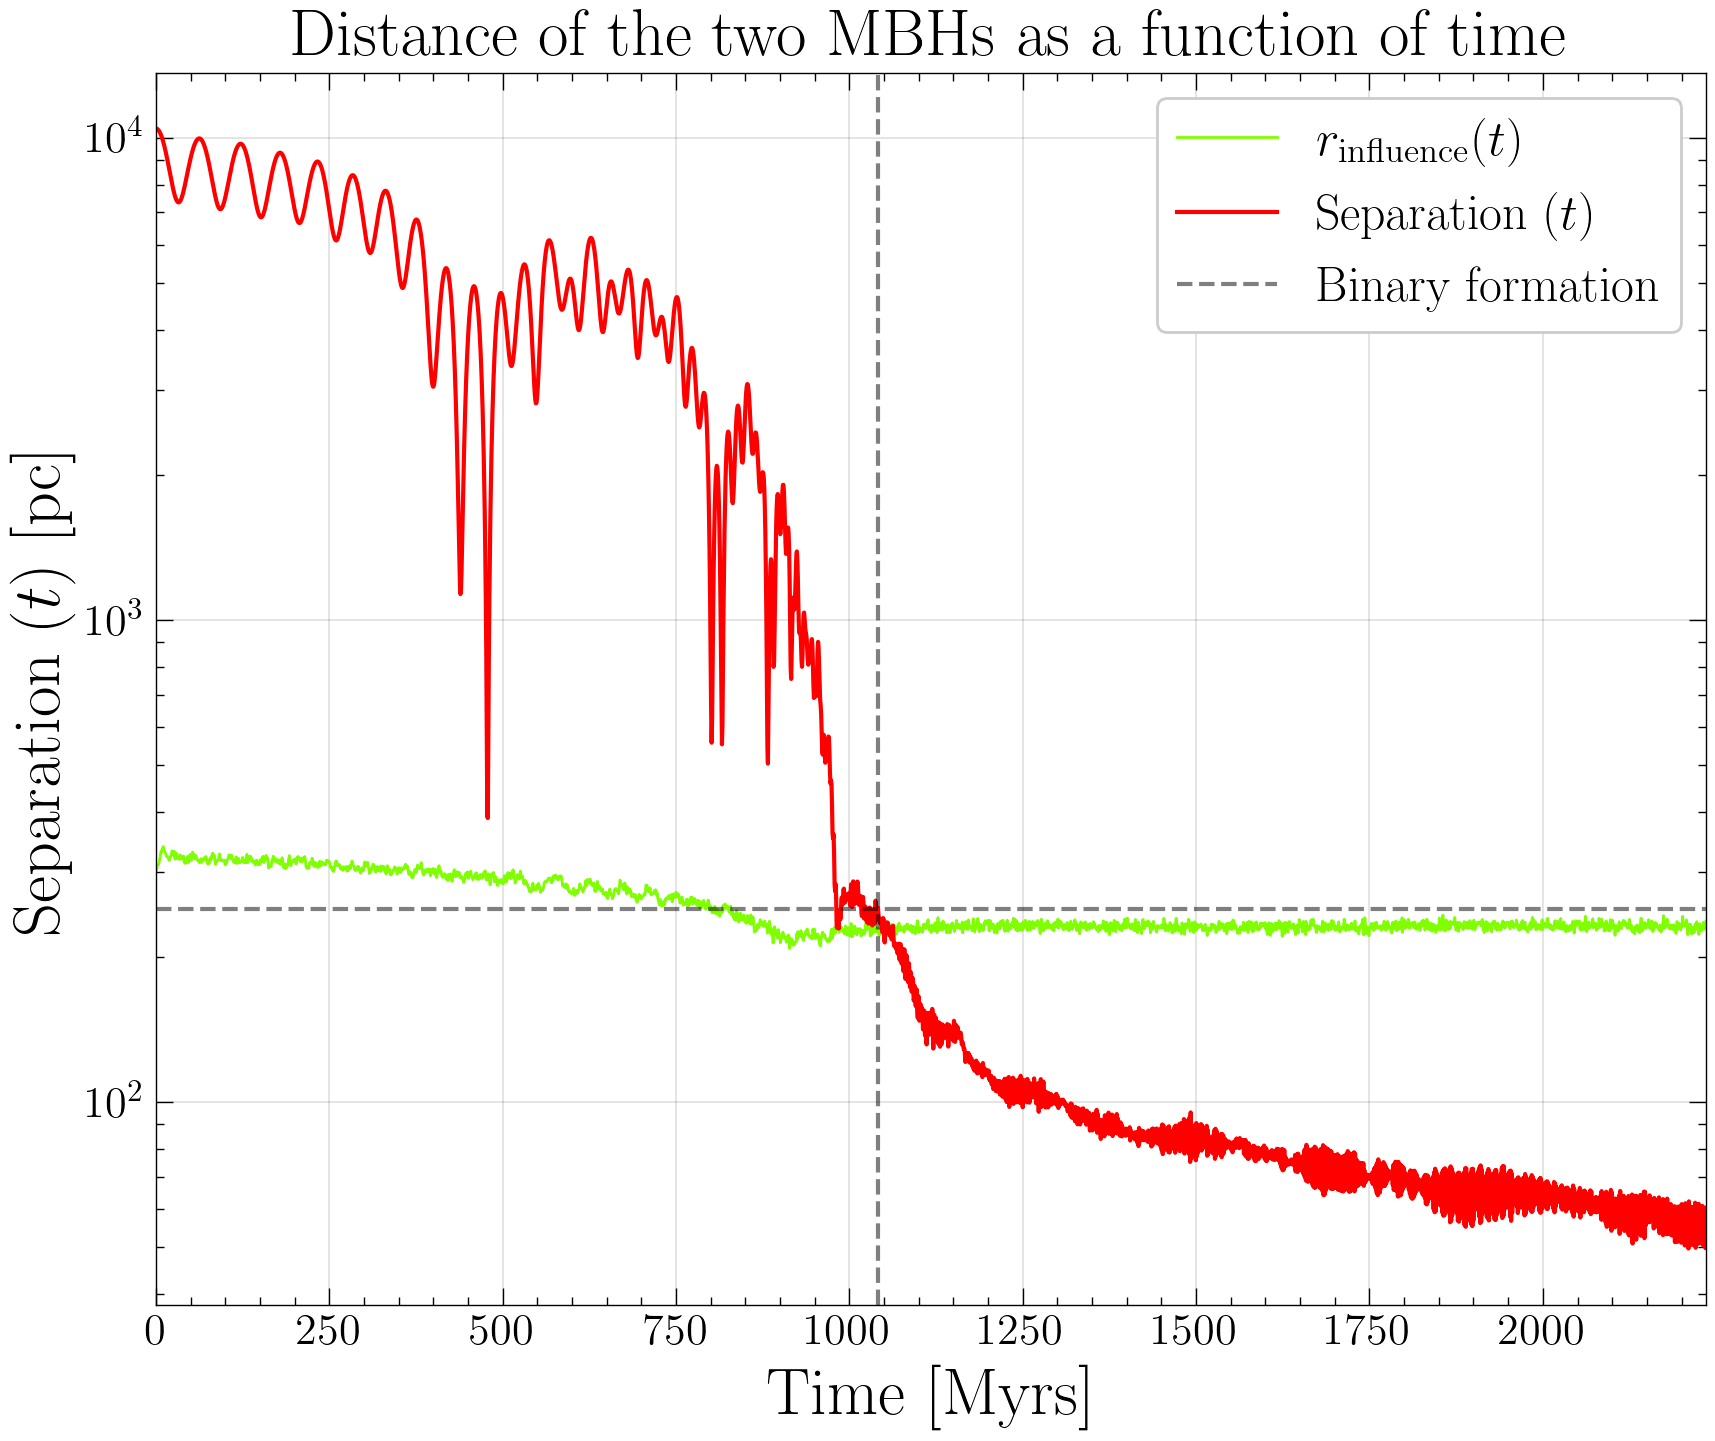 Distance of the two MBHs as a function of time
r_influence(t)
Separation (t)
Binary formation
Separation (t) [pc]
10^4
10^3
10^2
0 250 500 750 1000 1250 1500 1750 2000
Time [Myrs]